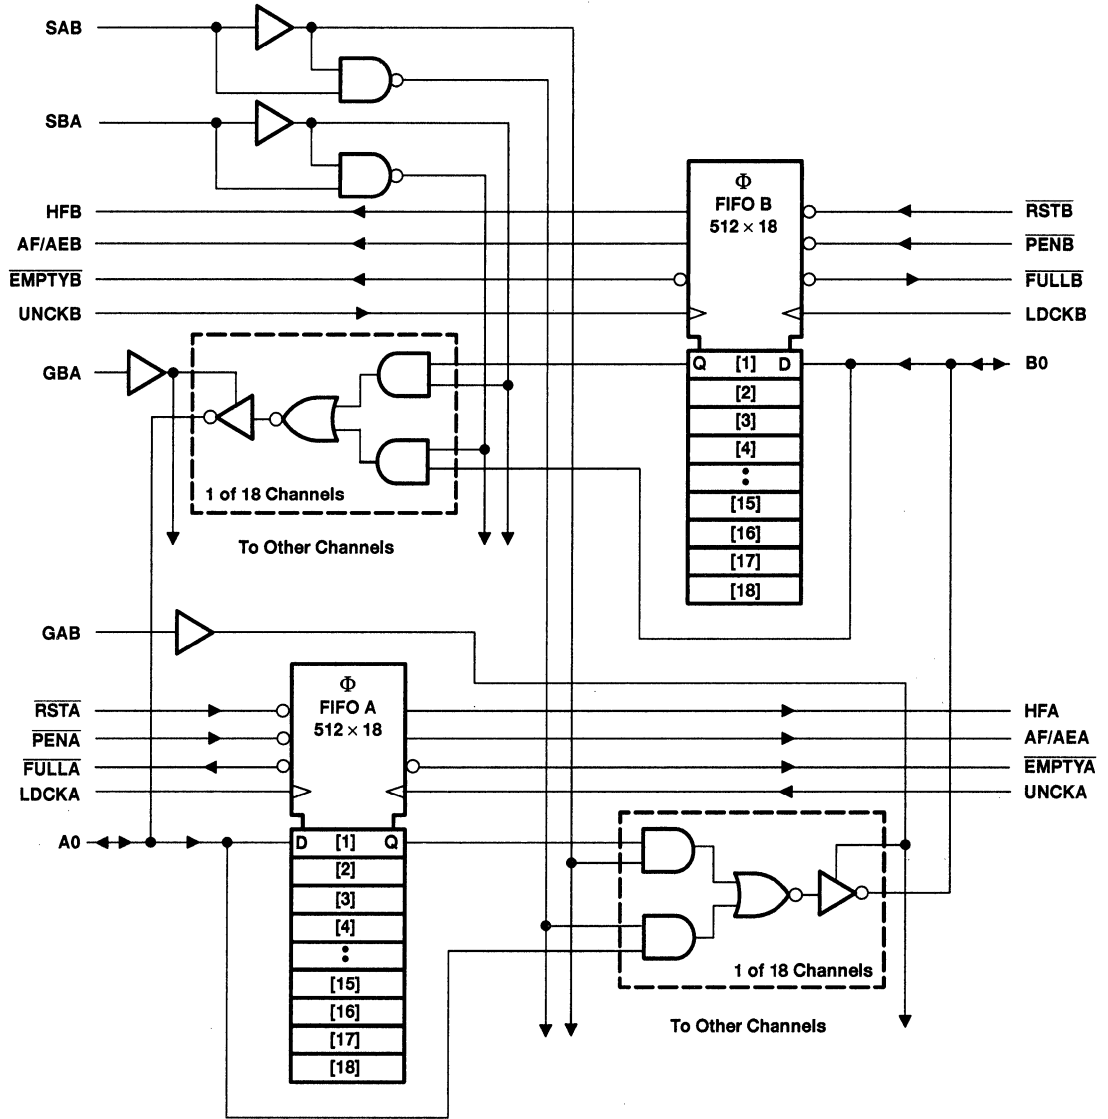 SAB
SBA
Φ
FIFO B
512 × 18
HFB
RSTB
AF/AEB
PENB
EMPTYB
FULLB
UNCKB
LDCKB
GBA
Q [1] D
B0
[2]
[3]
[4]
[15]
[16]
[17]
[18]
1 of 18 Channels
To Other Channels
GAB
Φ
FIFO A
512 × 18
RSTA
HFA
PENA
AF/AEA
FULLA
EMPTYA
LDCKA
UNCKA
A0
D [1] Q
[2]
[3]
[4]
[15]
[16]
[17]
[18]
1 of 18 Channels
To Other Channels